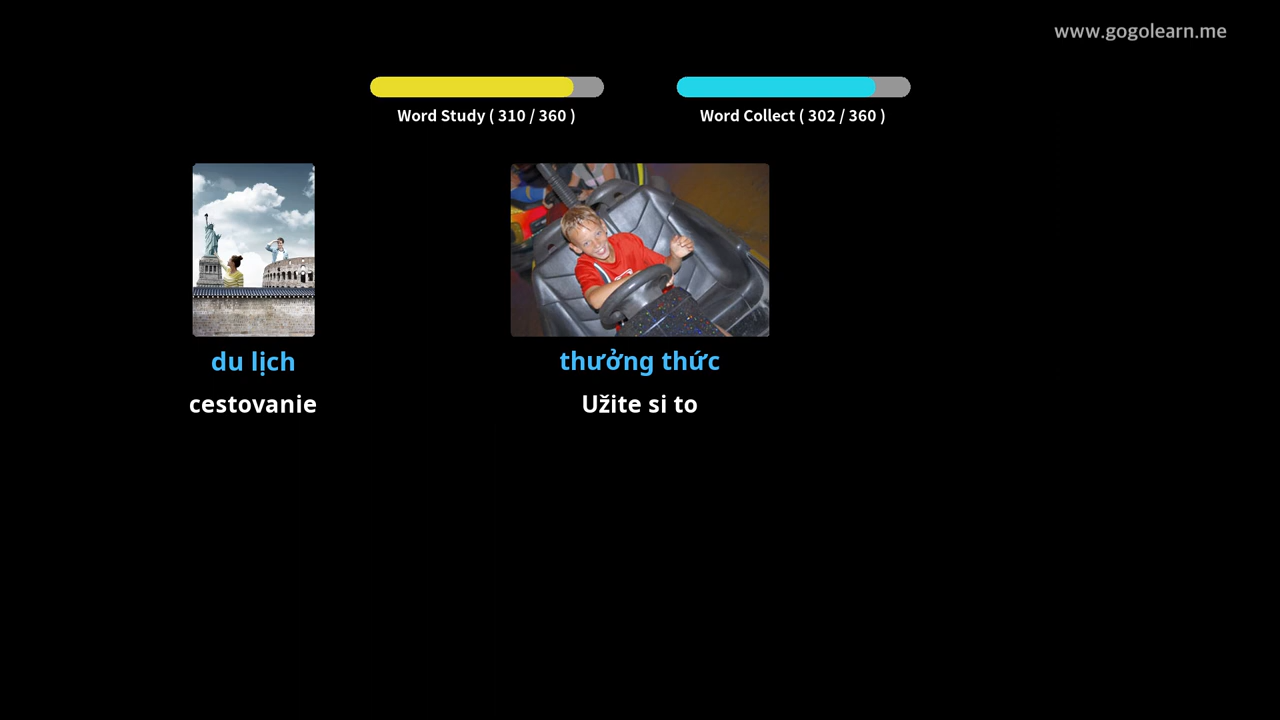 www.gogolearn.me
Word Study ( 310 / 360 )
Word Collect ( 302 / 360 )
du lịch
thưởng thức
cestovanie
Užite si to